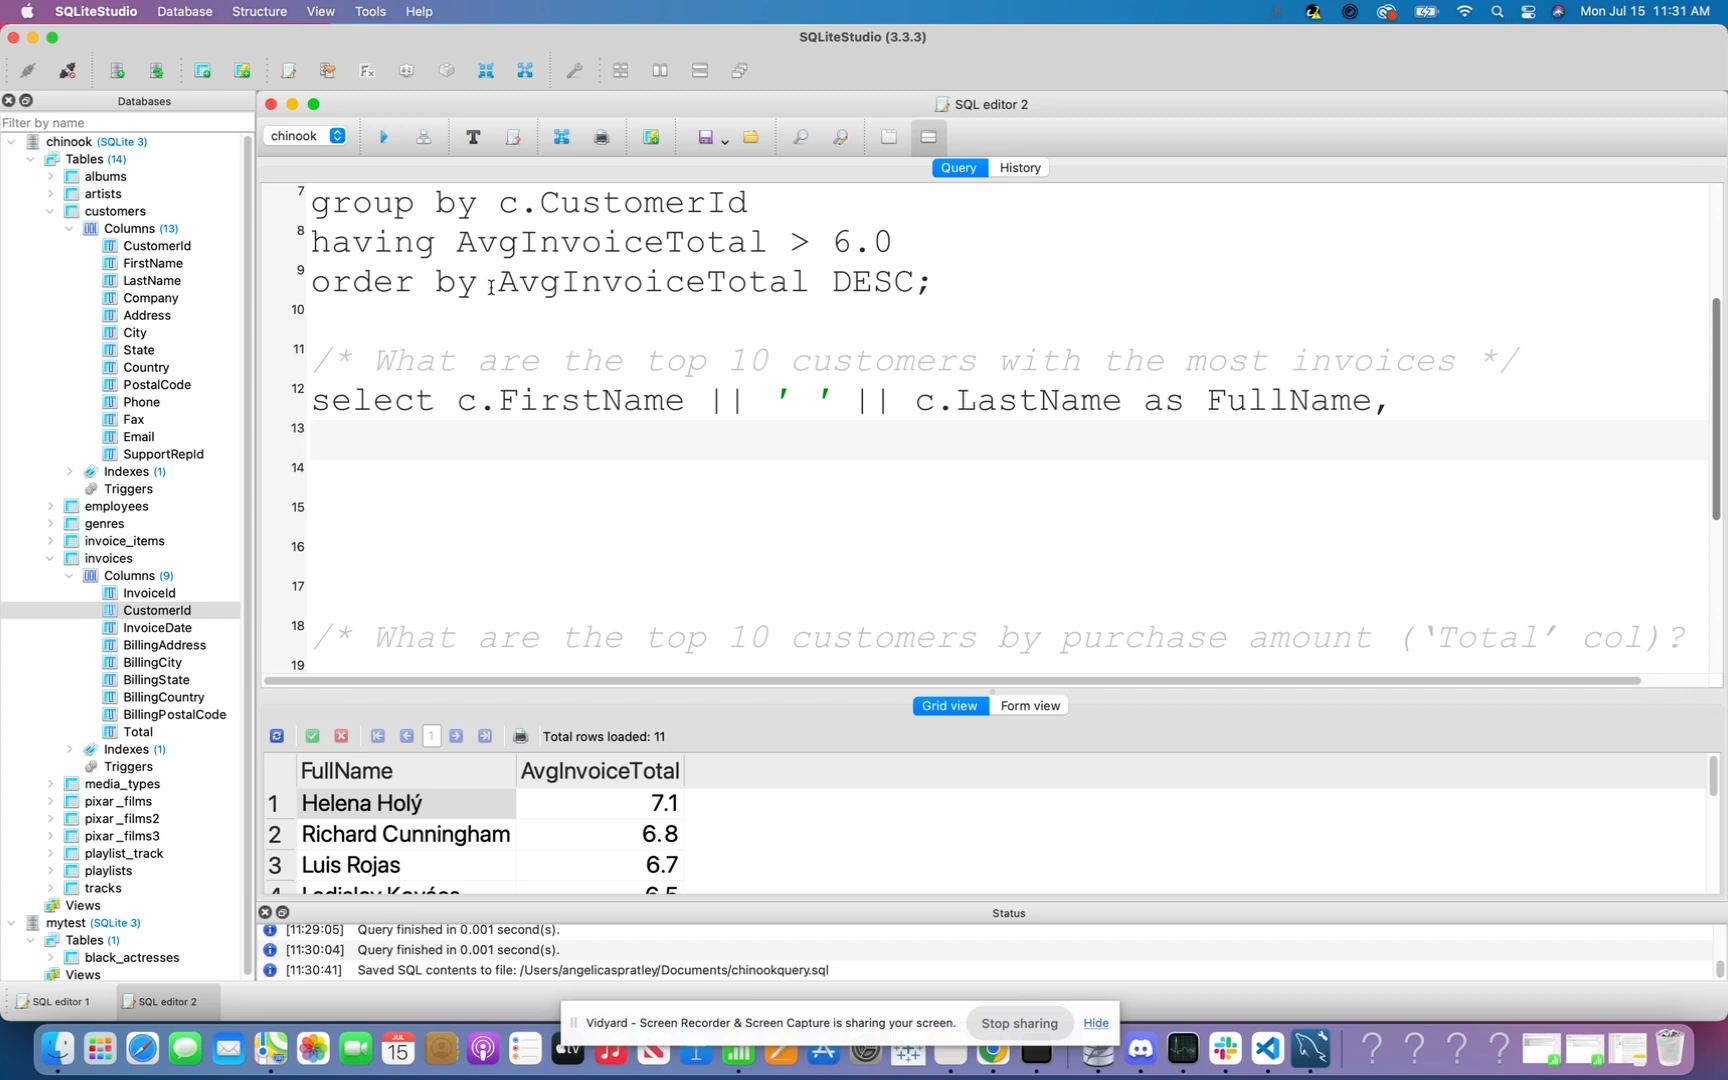 SQLiteStudio Database Structure View Tools Help Mon Jul 15 11:31 AM
SQLiteStudio (3.3.3)
Databases
SQL editor 2
Filter by name
chinook (SQLite 3)
Tables (14)
albums
artists
customers
Columns (13)
CustomerId
FirstName
LastName
Company
Address
City
State
Country
PostalCode
Phone
Fax
Email
SupportRepId
Indexes (1)
Triggers
employees
genres
invoice_items
invoices
Columns (9)
InvoiceId
CustomerId
InvoiceDate
BillingAddress
BillingCity
BillingState
BillingCountry
BillingPostalCode
Total
Indexes (1)
Triggers
media_types
pixar_films
pixar_films2
pixar_films3
playlist_track
playlists
tracks
Views
mytest (SQLite 3)
Tables (1)
black_actresses
Views
chinook
Query History
7 group by c.CustomerId
8 having AvgInvoiceTotal > 6.0
9 order by AvgInvoiceTotal DESC;
10
11 /* What are the top 10 customers with the most invoices */
12 select c.FirstName || ' ' || c.LastName as FullName,
13
14
15
16
17
18 /* What are the top 10 customers by purchase amount (‘Total’ col)?
19
Grid view Form view
1 Total rows loaded: 11
FullName AvgInvoiceTotal
1 Helena Holý 7.1
2 Richard Cunningham 6.8
3 Luis Rojas 6.7
4 Ladislav Kovács 6.5
Status
[11:29:05] Query finished in 0.001 second(s).
[11:30:04] Query finished in 0.001 second(s).
[11:30:41] Saved SQL contents to file: /Users/angelicaspratley/Documents/chinookquery.sql
SQL editor 1 SQL editor 2
Vidyard - Screen Recorder & Screen Capture is sharing your screen. Stop sharing Hide
JUL
15
tv
? ? ? ?